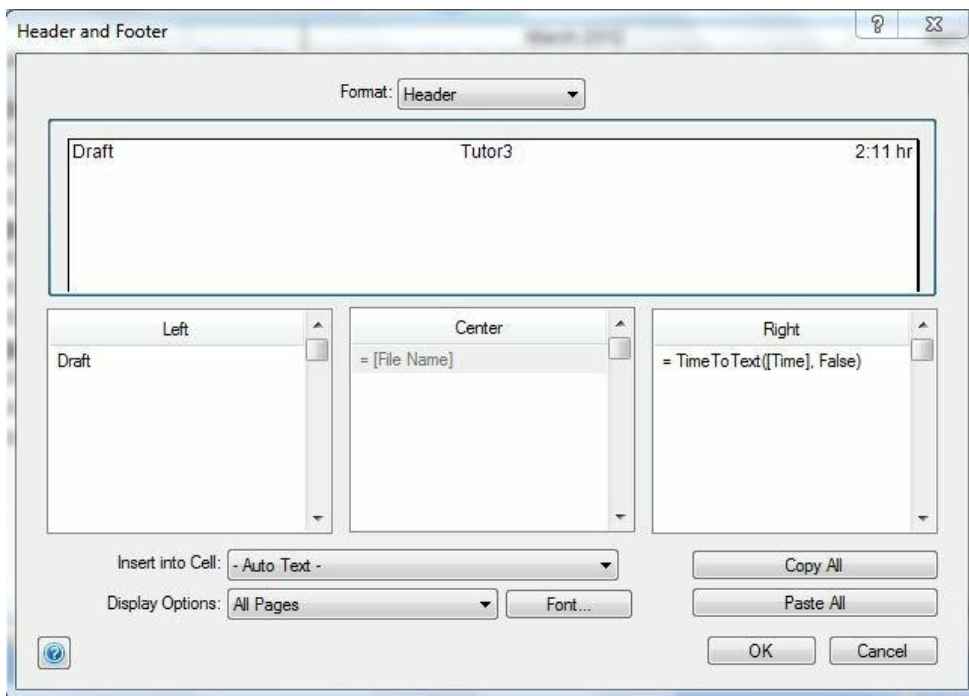 Header and Footer
Format: Header
Draft Tutor3 2:11 hr
Left Center Right
Draft = [File Name] = TimeToText([Time], False)
Insert into Cell: - Auto Text - Copy All
Display Options: All Pages Font... Paste All
OK Cancel